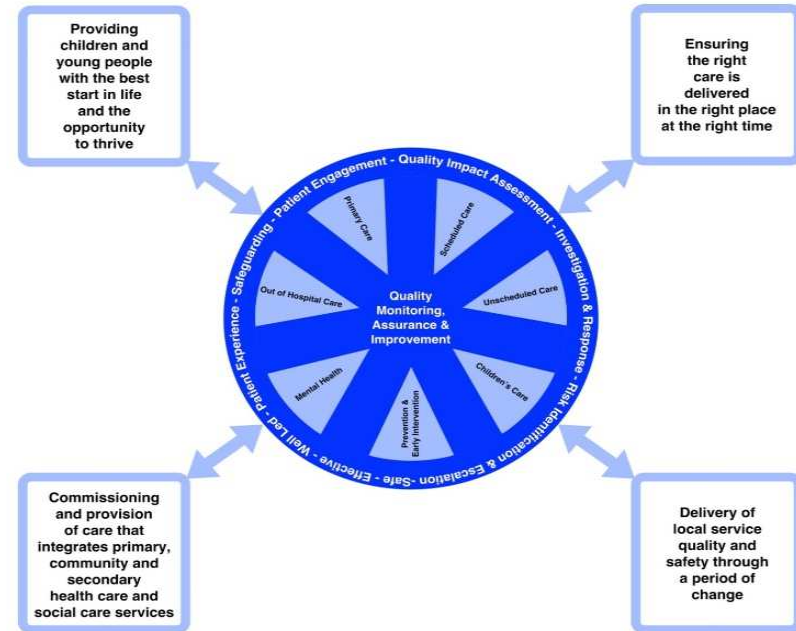 Providing
children and
young people
with the best
start in life
and the
opportunity
to thrive
Ensuring
the right
care is
delivered
in the right place
at the right time
Safeguarding - Patient Engagement - Quality Impact Assessment - Investigation & Response - Risk Identification & Escalation -Safe - Effective - Well Led - Patient Experience -
Primary Care
Scheduled Care
Out of Hospital Care
Unscheduled Care
Quality
Monitoring,
Assurance &
Improvement
Mental Health
Prevention &
Early Intervention
Children's Care
Commissioning
and provision
of care that
integrates primary,
community and
secondary
health care and
social care services
Delivery of
local service
quality and
safety through
a period of
change